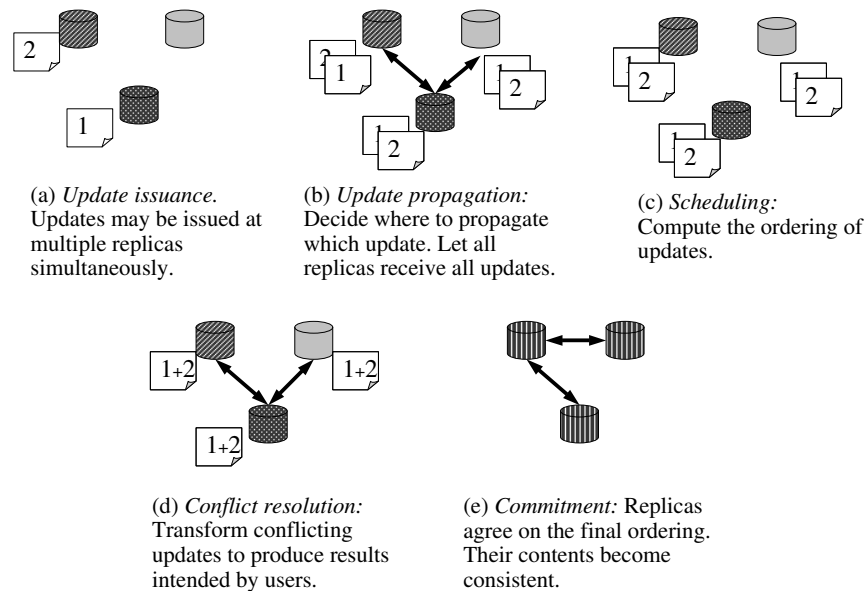 2
1
(a) Update issuance.
Updates may be issued at
multiple replicas
simultaneously.
2
1
1
2
1
2
(b) Update propagation:
Decide where to propagate
which update. Let all
replicas receive all updates.
1
2
1
2
1
2
(c) Scheduling:
Compute the ordering of
updates.
1+2
1+2
1+2
(d) Conflict resolution:
Transform conflicting
updates to produce results
intended by users.
(e) Commitment: Replicas
agree on the final ordering.
Their contents become
consistent.